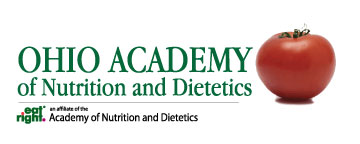 OHIO ACADEMY
of Nutrition and Dietetics
eat right. an affiliate of the
Academy of Nutrition and Dietetics